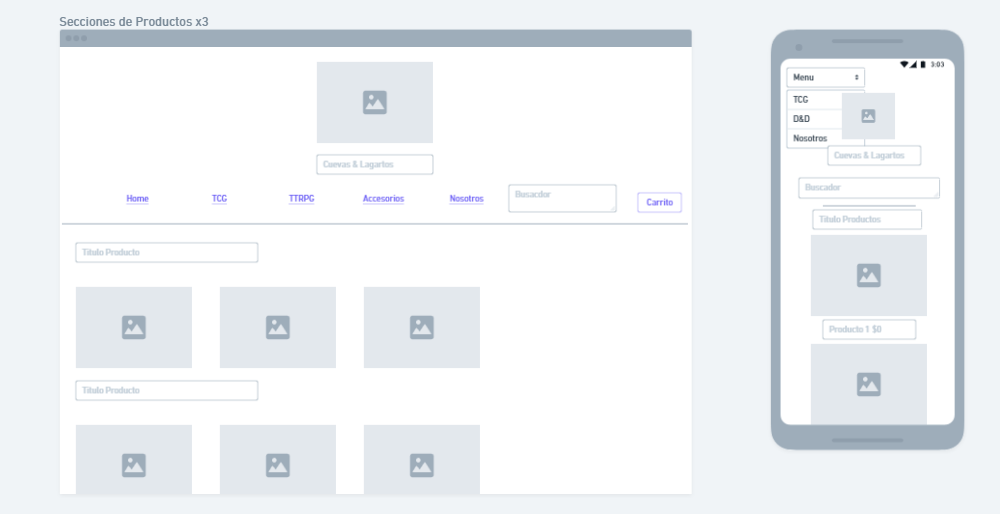 Secciones de Productos x3
Cuevas & Lagartos
Home
TCG
TTRPG
Accesorios
Nosotros
Busacdor
Carrito
Titulo Producto
Titulo Producto
3:03
Menu
TCG
D&D
Nosotros
Cuevas & Lagartos
Buscador
Titulo Productos
Producto 1 $0